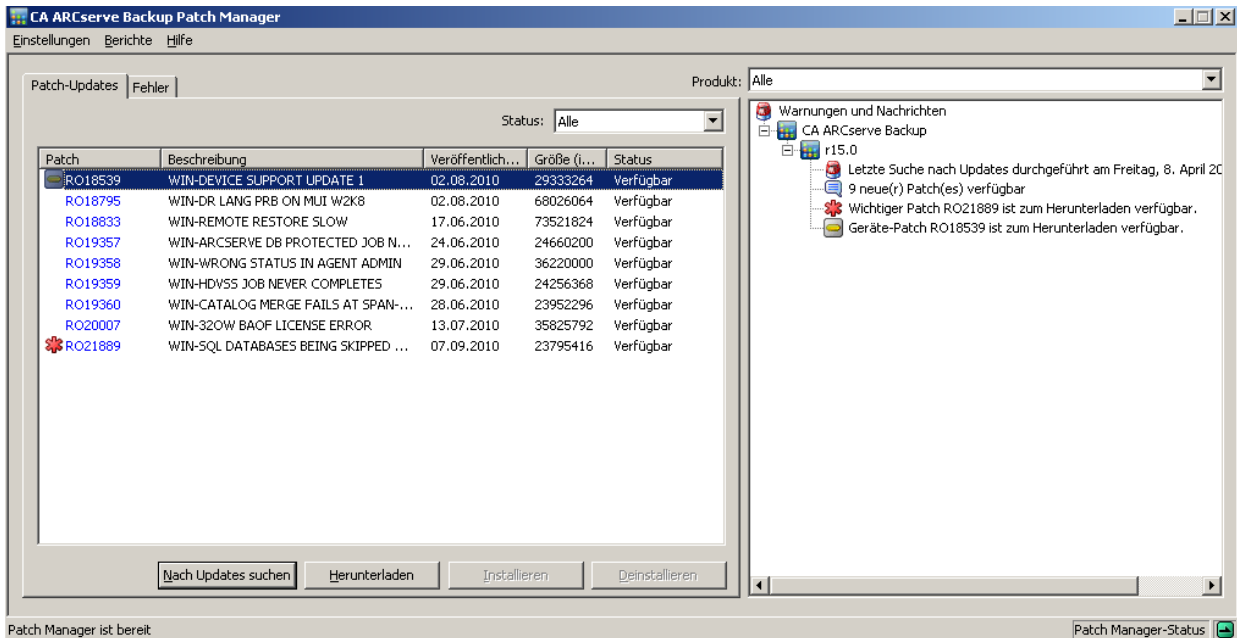 CA ARCserve Backup Patch Manager
Einstellungen Berichte Hilfe
Patch-Updates Fehler
Produkt: Alle
Status: Alle
Patch Beschreibung Veröffentlich... Größe (i... Status
RO18539 WIN-DEVICE SUPPORT UPDATE 1 02.08.2010 29333264 Verfügbar
RO18795 WIN-DR LANG PRB ON MUI W2K8 02.08.2010 68026064 Verfügbar
RO18833 WIN-REMOTE RESTORE SLOW 17.06.2010 73521824 Verfügbar
RO19357 WIN-ARCSERVE DB PROTECTED JOB N... 24.06.2010 24660200 Verfügbar
RO19358 WIN-WRONG STATUS IN AGENT ADMIN 29.06.2010 36220000 Verfügbar
RO19359 WIN-HDVSS JOB NEVER COMPLETES 29.06.2010 24256368 Verfügbar
RO19360 WIN-CATALOG MERGE FAILS AT SPAN-... 28.06.2010 23952296 Verfügbar
RO20007 WIN-32OW BAOF LICENSE ERROR 13.07.2010 35825792 Verfügbar
RO21889 WIN-SQL DATABASES BEING SKIPPED ... 07.09.2010 23795416 Verfügbar
Nach Updates suchen Herunterladen Installieren Deinstallieren
Warnungen und Nachrichten
CA ARCserve Backup
r15.0
Letzte Suche nach Updates durchgeführt am Freitag, 8. April 20
9 neue(r) Patch(es) verfügbar
Wichtiger Patch RO21889 ist zum Herunterladen verfügbar.
Geräte-Patch RO18539 ist zum Herunterladen verfügbar.
Patch Manager ist bereit
Patch Manager-Status